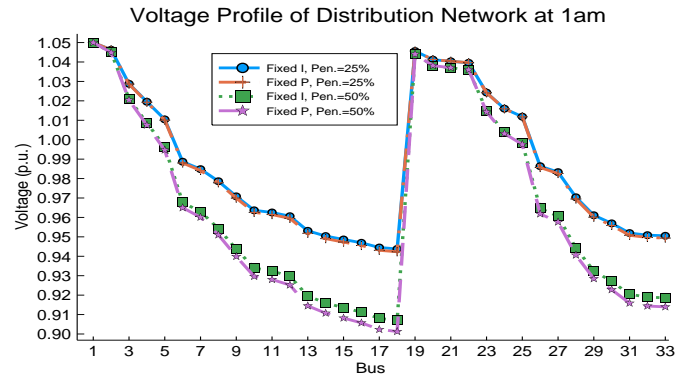 Voltage Profile of Distribution Network at 1am
Voltage (p.u.)
1.05
1.04
1.03
1.02
1.01
1.00
0.99
0.98
0.97
0.96
0.95
0.94
0.93
0.92
0.91
0.90
Fixed I, Pen.=25%
Fixed P, Pen.=25%
Fixed I, Pen.=50%
Fixed P, Pen.=50%
1 3 5 7 9 11 13 15 17 19 21 23 25 27 29 31 33
Bus